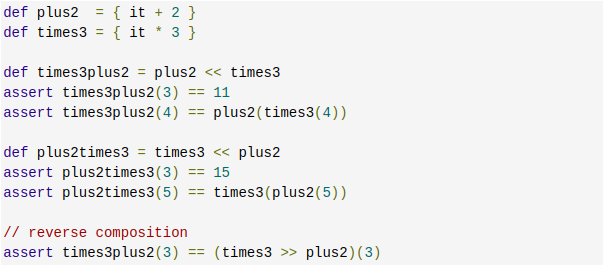 def plus2  = { it + 2 }
def times3 = { it * 3 }

def times3plus2 = plus2 << times3
assert times3plus2(3) == 11
assert times3plus2(4) == plus2(times3(4))

def plus2times3 = times3 << plus2
assert plus2times3(3) == 15
assert plus2times3(5) == times3(plus2(5))

// reverse composition
assert times3plus2(3) == (times3 >> plus2)(3)